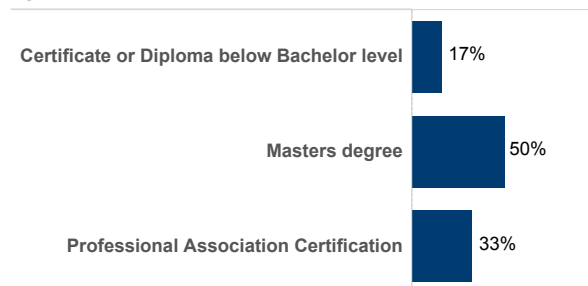 Certificate or Diploma below Bachelor level 17%
Masters degree 50%
Professional Association Certification 33%